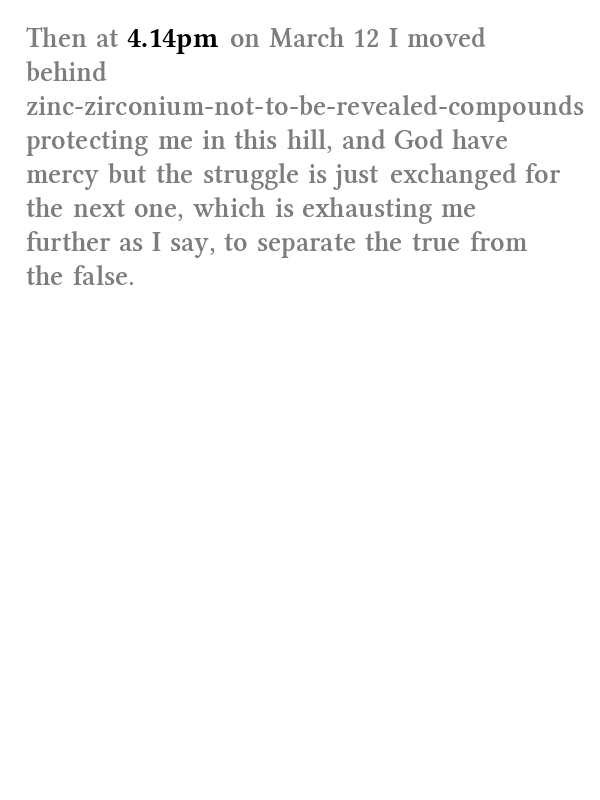 Then at 4.14pm on March 12 I moved
behind
zinc-zirconium-not-to-be-revealed-compounds
protecting me in this hill, and God have
mercy but the struggle is just exchanged for
the next one, which is exhausting me
further as I say, to separate the true from
the false.